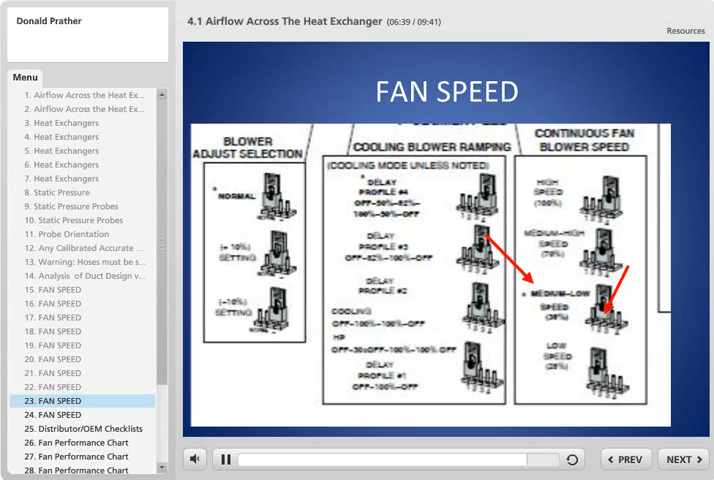 Donald Prather
4.1 Airflow Across The Heat Exchanger (06:39 / 09:41)
Resources
Menu
1. Airflow Across the Heat Ex...
2. Airflow Across the Heat Ex...
3. Heat Exchangers
4. Heat Exchangers
5. Heat Exchangers
6. Heat Exchangers
7. Heat Exchangers
8. Static Pressure
9. Static Pressure Probes
10. Static Pressure Probes
11. Probe Orientation
12. Any Calibrated Accurate ...
13. Warning: Hoses must be s...
14. Analysis of Duct Design v...
15. FAN SPEED
16. FAN SPEED
17. FAN SPEED
18. FAN SPEED
19. FAN SPEED
20. FAN SPEED
21. FAN SPEED
22. FAN SPEED
23. FAN SPEED
24. FAN SPEED
25. Distributor/OEM Checklists
26. Fan Performance Chart
27. Fan Performance Chart
28. Fan Performance Chart
FAN SPEED
BLOWER
ADJUST SELECTION
* NORMAL
(+ 10%)
SETTING
(-10%)
SETTING
COOLING BLOWER RAMPING
(COOLING MODE UNLESS NOTED)
DELAY
PROFILE #4
OFF-50%-82%-
100%-50%-OFF
DELAY
PROFILE #3
OFF-82%-100%-OFF
DELAY
PROFILE #2
COOLING
OFF-100%-100%-OFF
HP
OFF-30sOFF-100%-100% OFF
DELAY
PROFILE #1
OFF-100%-OFF
CONTINUOUS FAN
BLOWER SPEED
HIGH
SPEED
(100%)
MEDIUM-HIGH
SPEED
(70%)
* MEDIUM-LOW
SPEED
(38%)
LOW
SPEED
(28%)
PREV
NEXT